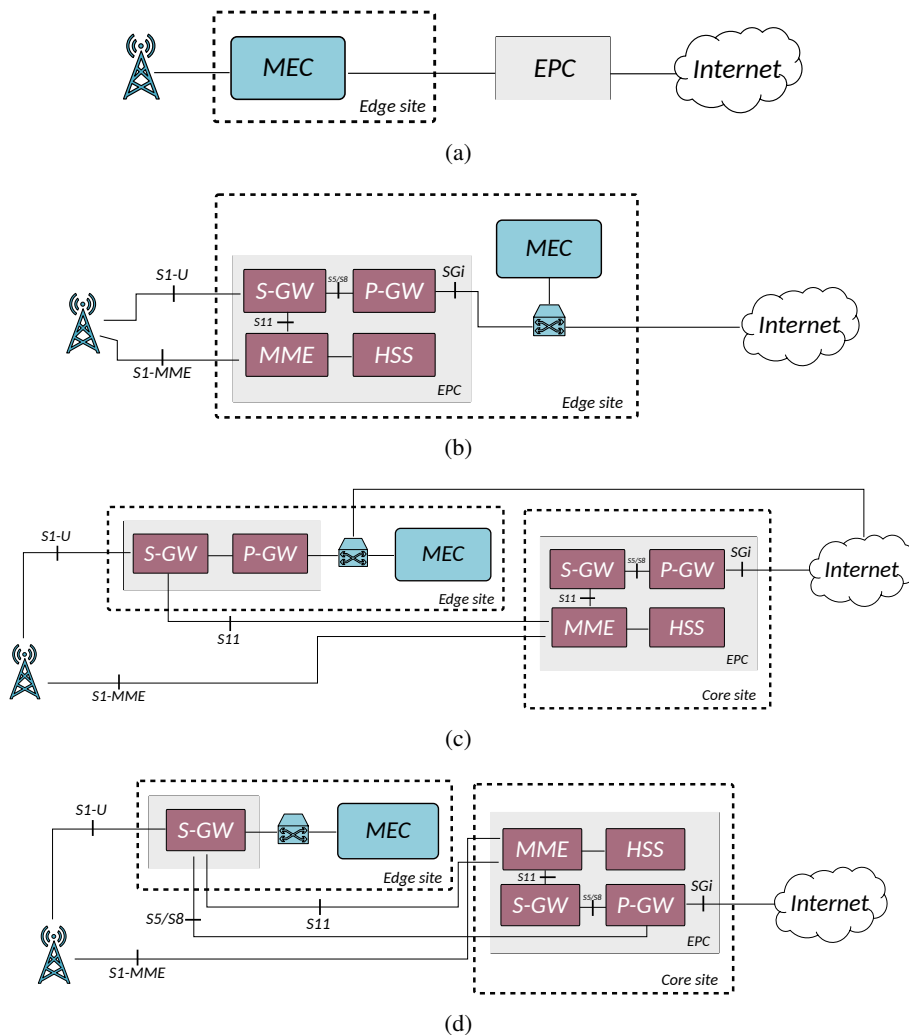 MEC
EPC
Internet
Edge site
(a)
MEC
S1-U
S-GW
S5/S8
P-GW
SGi
S11
Internet
MME
HSS
S1-MME
EPC
Edge site
(b)
S1-U
S-GW
P-GW
MEC
Edge site
S-GW
S5/S8
P-GW
SGi
Internet
S11
S11
MME
HSS
EPC
S1-MME
Core site
(c)
S1-U
S-GW
MEC
Edge site
MME
HSS
S11
SGi
S-GW
S5/S8
P-GW
Internet
S5/S8
S11
EPC
S1-MME
Core site
(d)